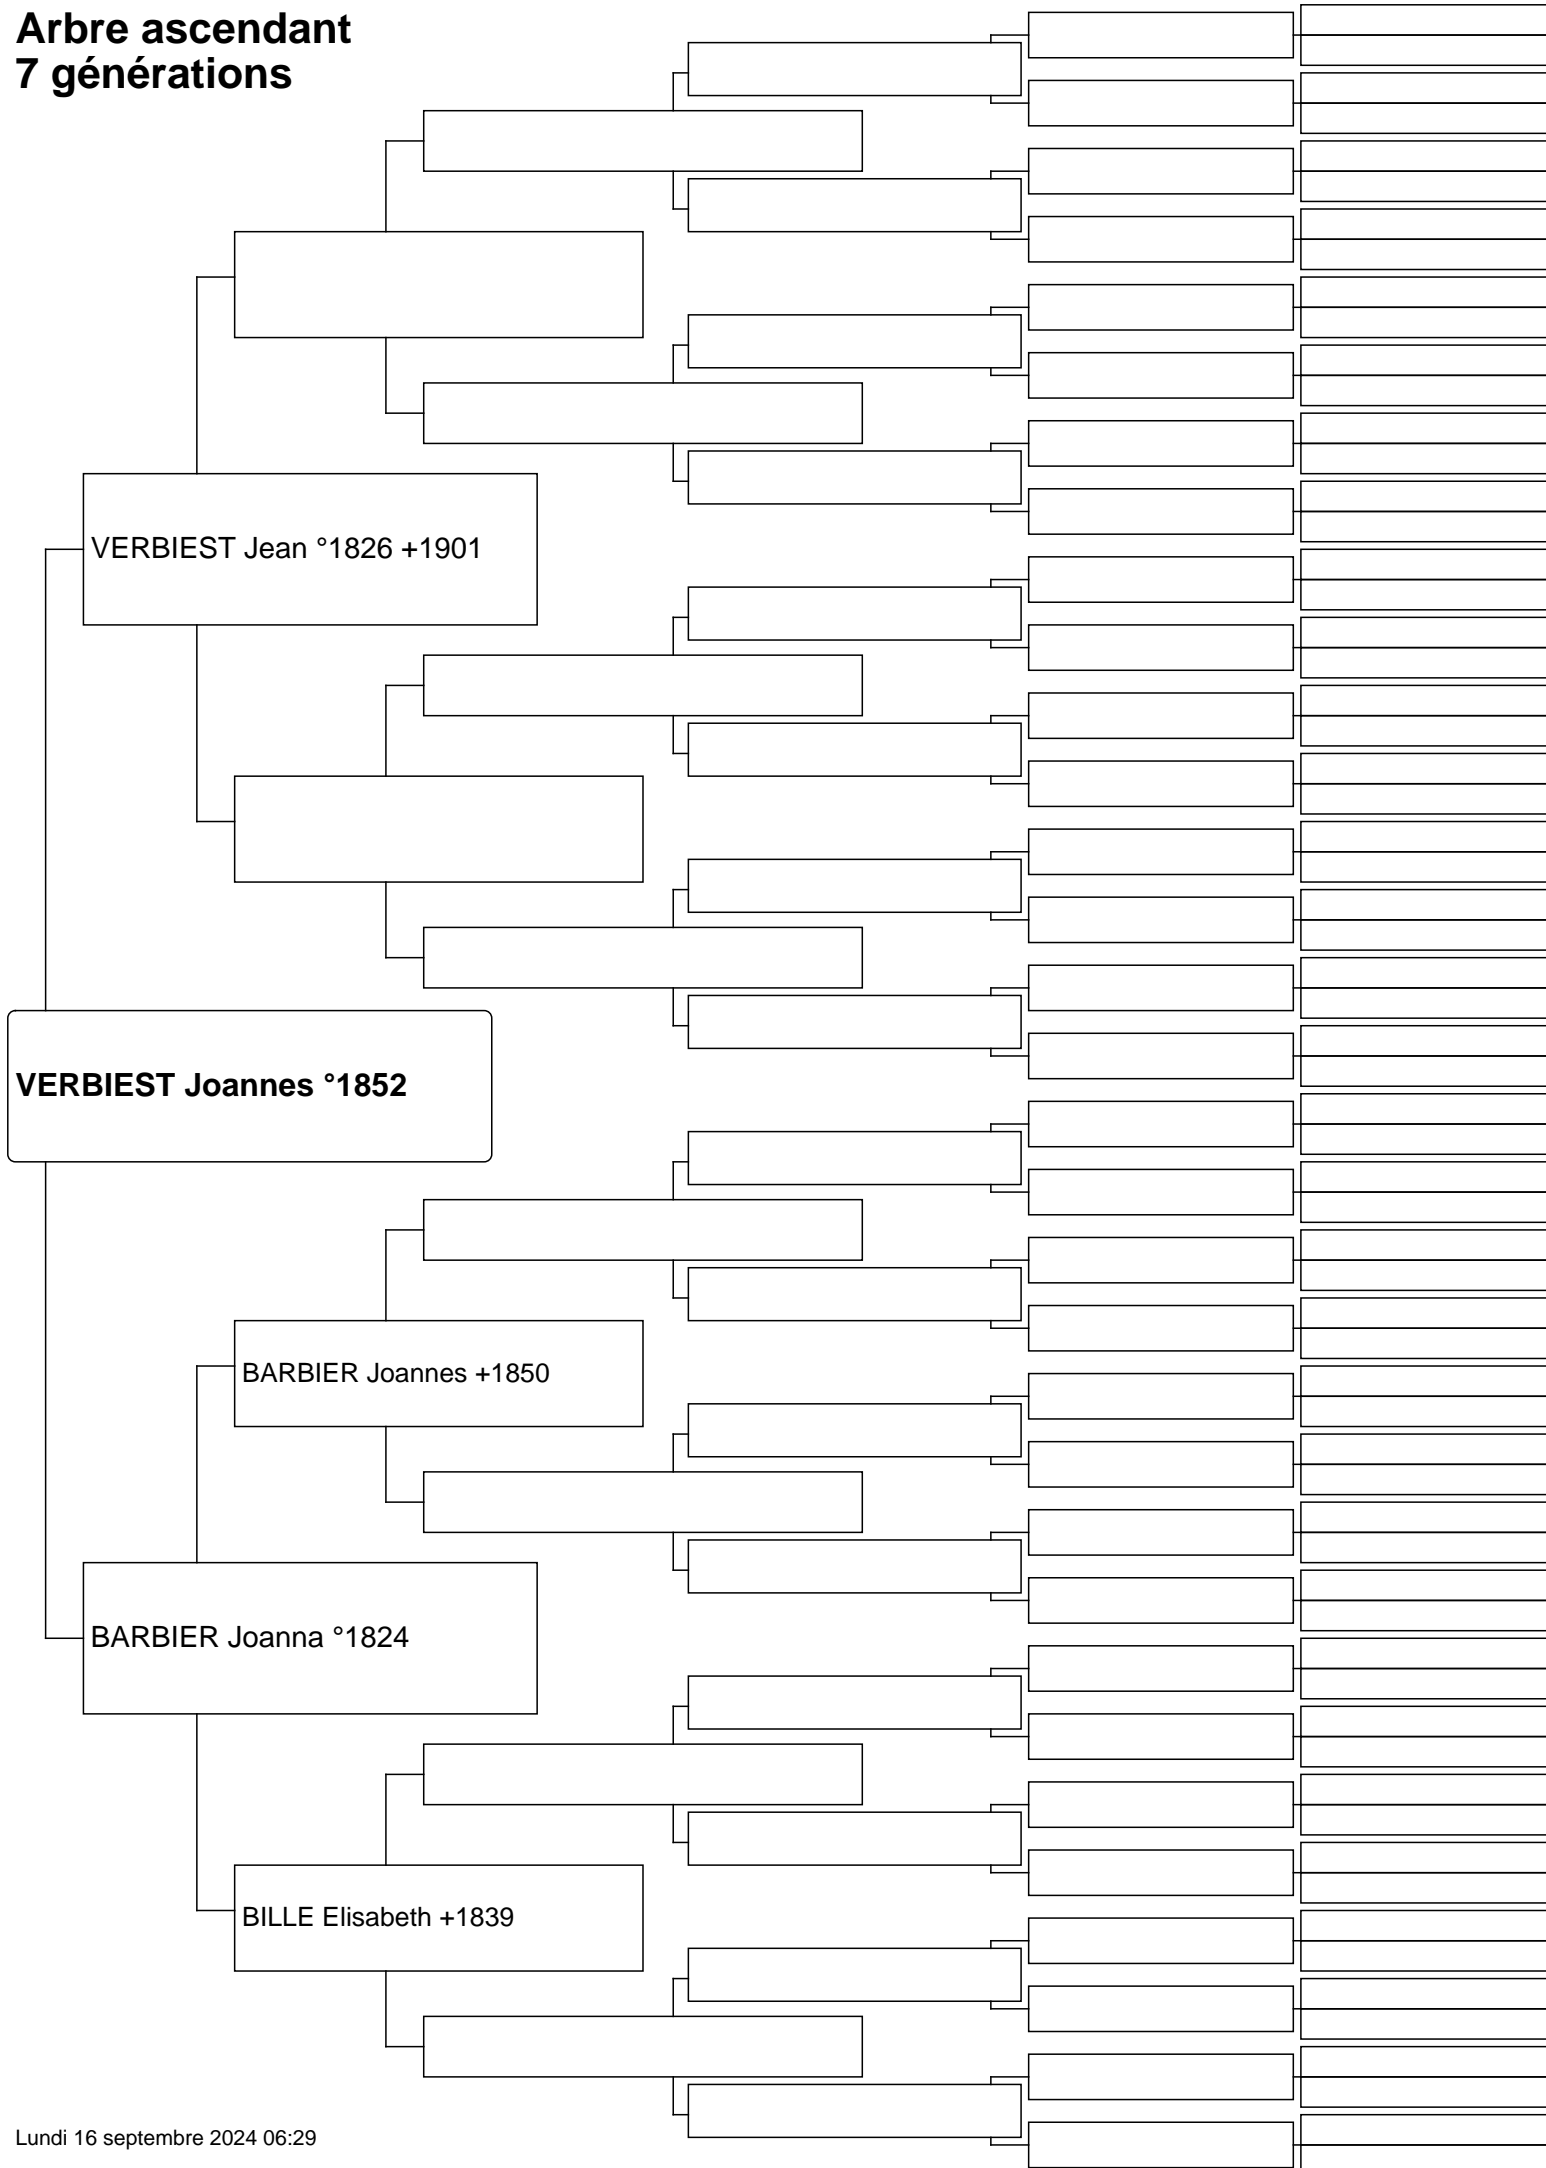 Arbre ascendant
7 générations
VERBIEST Jean °1826 +1901
VERBIEST Joannes °1852
BARBIER Joannes +1850
BARBIER Joanna °1824
BILLE Elisabeth +1839
Lundi 16 septembre 2024 06:29